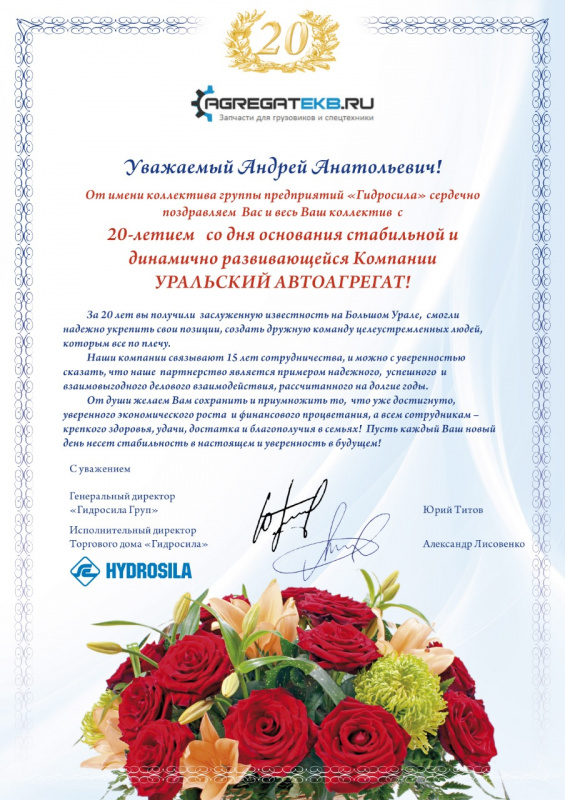 20
AGREGATEKB.RU
Запчасти для грузовиков и спецтехники
Уважаемый Андрей Анатольевич!
От имени коллектива группы предприятий «Гидросила» сердечно
поздравляем Вас и весь Ваш коллектив с
20-летием со дня основания стабильной и
динамично развивающейся Компании
УРАЛЬСКИЙ АВТОАГРЕГАТ!
За 20 лет вы получили заслуженную известность на Большом Урале, смогли
надежно укрепить свои позиции, создать дружную команду целеустремленных людей,
которым все по плечу.
Наши компании связывают 15 лет сотрудничества, и можно с уверенностью
сказать, что наше партнерство является примером надежного, успешного и
взаимовыгодного делового взаимодействия, рассчитанного на долгие годы.
От души желаем Вам сохранить и приумножить то, что уже достигнуто,
уверенного экономического роста и финансового процветания, а всем сотрудникам –
крепкого здоровья, удачи, достатка и благополучия в семьях! Пусть каждый Ваш новый
день несет стабильность в настоящем и уверенность в будущем!
С уважением
Генеральный директор
«Гидросила Груп»
Юрий Титов
Исполнительный директор
Торгового дома «Гидросила»
Александр Лисовенко
HYDROSILA